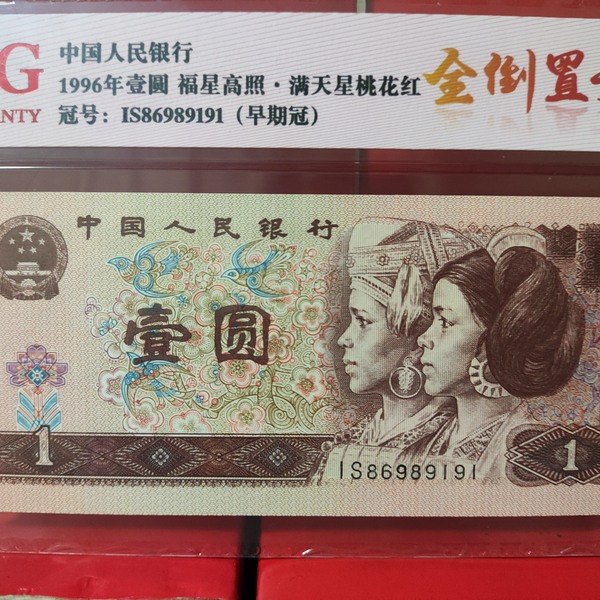 G
NTY
中国人民银行
1996年壹圆 福星高照·满天星桃花红
冠号：IS86989191（早期冠）
全倒置
中国人民银行
壹圆
1
IS86989191
1